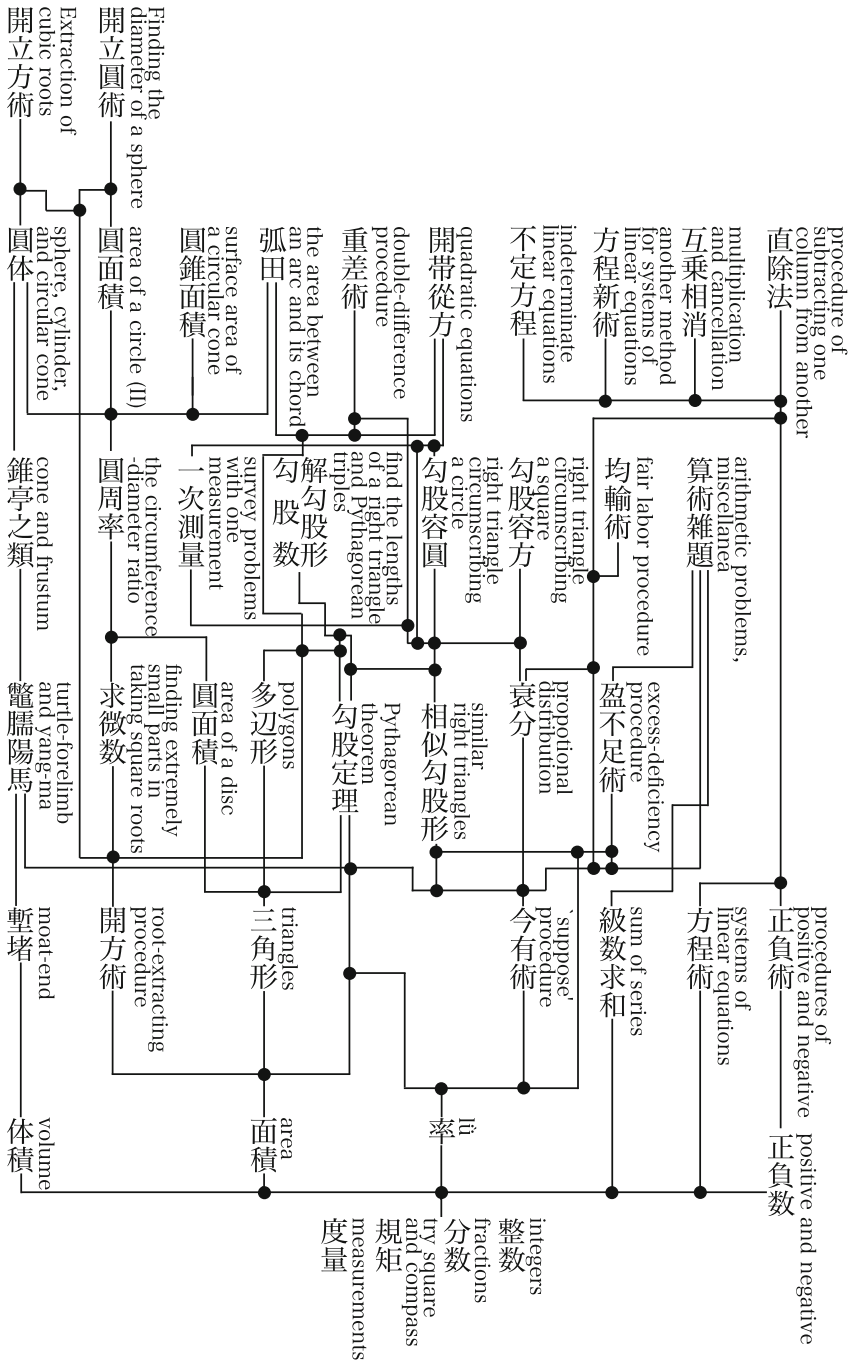 開立方術
Extraction of
cubic roots
開立圓術
Finding the
diameter of a sphere
圓体
sphere, cylinder,
and circular cone
圓面積
area of a circle (II)
圓錐面積
surface area of
a circular cone
弧田
the area between
an arc and its chord
重差術
double-difference
procedure
開帯從方
quadratic equations
不定方程
indeterminate
linear equations
方程新術
another method
for systems of
linear equations
互乗相消
multiplication
and cancellation
直除法
procedure of
subtracting one
column from another
錐亭之類
cone and frustum
圓周率
the circumference
-diameter ratio
一次測量
survey problems
with one
measurement
解勾股形
勾股数
find the lengths
of a right triangle
and Pythagorean
triples
勾股容圓
right triangle
circumscribing
a circle
勾股容方
right triangle
circumscribing
a square
均輸術
fair labor procedure
算術雑題
arithmetic problems,
miscellanea
鼈臑陽馬
turtle-forelimb
and yang-ma
求微数
finding extremely
small parts in
taking square roots
圓面積
area of a disc
多辺形
polygons
勾股定理
Pythagorean
theorem
相似勾股形
similar
right triangles
衰分
propotional
distribution
盈不足術
excess-deficiency
procedure
塹堵
moat-end
開方術
root-extracting
procedure
三角形
triangles
今有術
`suppose'
procedure
級数求和
sum of series
方程術
systems of
linear equations
正負術
procedures of
positive and negative
体積
volume
面積
area
率
lü
正負数
positive and negative
度量
measurements
規矩
try square
and compass
分数
fractions
整数
integers